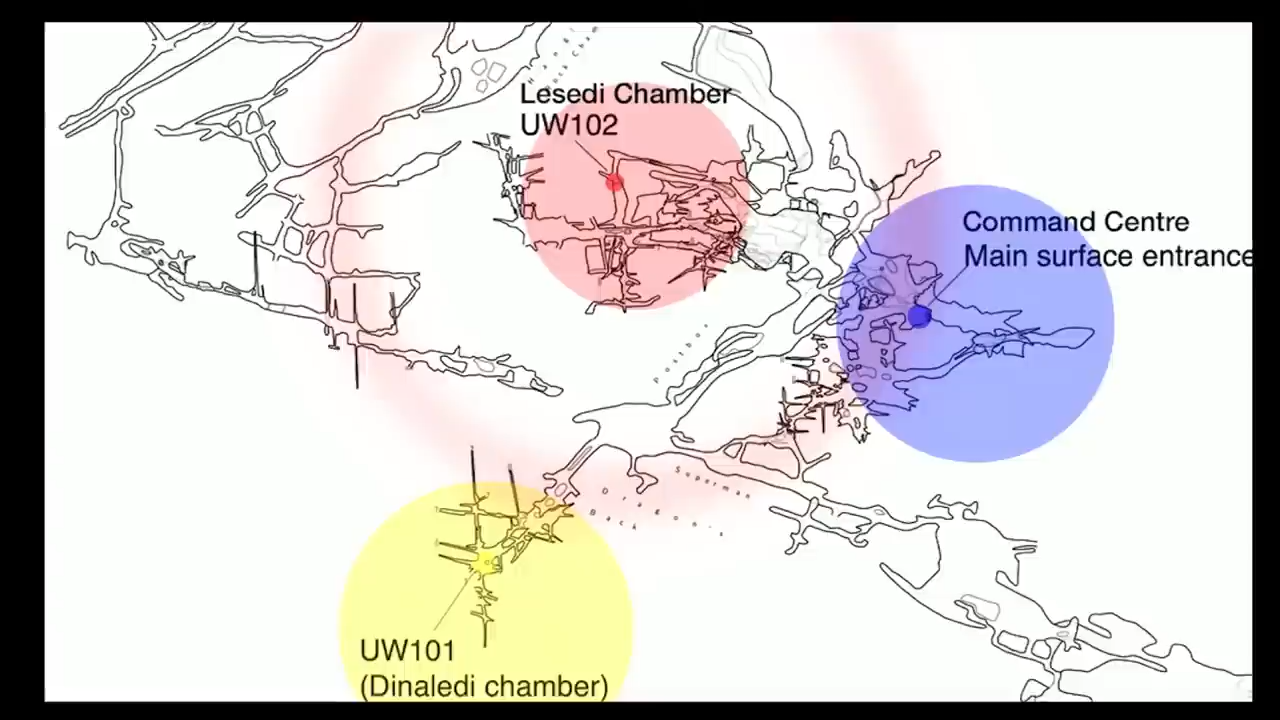 Lesedi Chamber
UW102
Command Centre
Main surface entrance
Postbox
Superman
Dragon's
Back
UW101
(Dinaledi chamber)